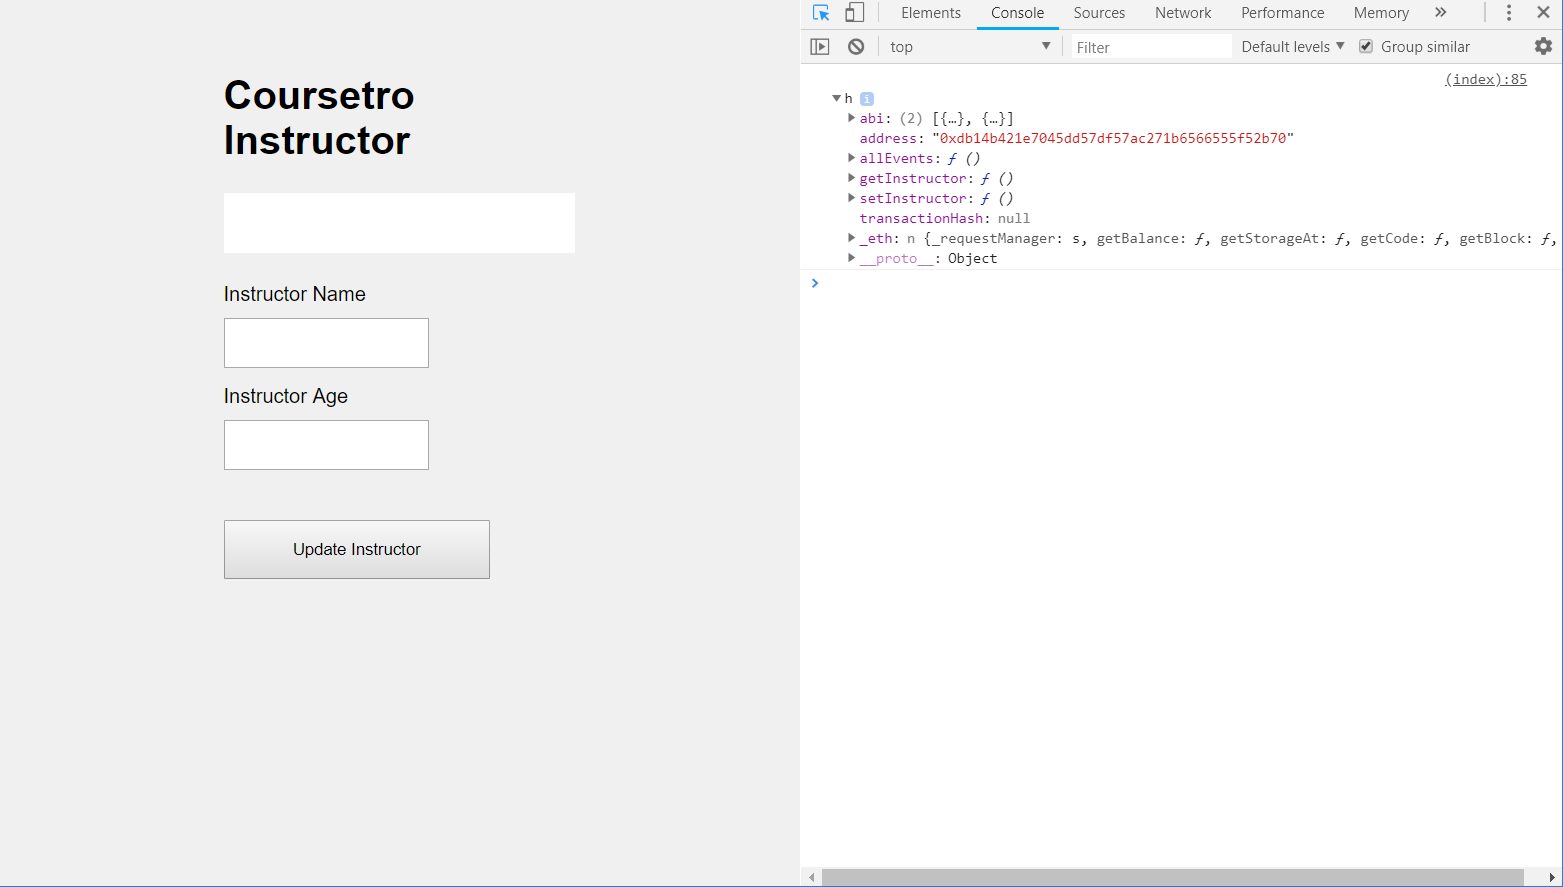 Coursetro
Instructor
Instructor Name
Instructor Age
Update Instructor
Elements Console Sources Network Performance Memory »
top ▼ Filter Default levels ▼ Group similar
(index):85
▼ h i
▶ abi: (2) [{…}, {…}]
address: "0xdb14b421e7045dd57df57ac271b6566555f52b70"
▶ allEvents: ƒ ()
▶ getInstructor: ƒ ()
▶ setInstructor: ƒ ()
transactionHash: null
▶ _eth: n {_requestManager: s, getBalance: ƒ, getStorageAt: ƒ, getCode: ƒ, getBlock: ƒ,
▶ __proto__: Object